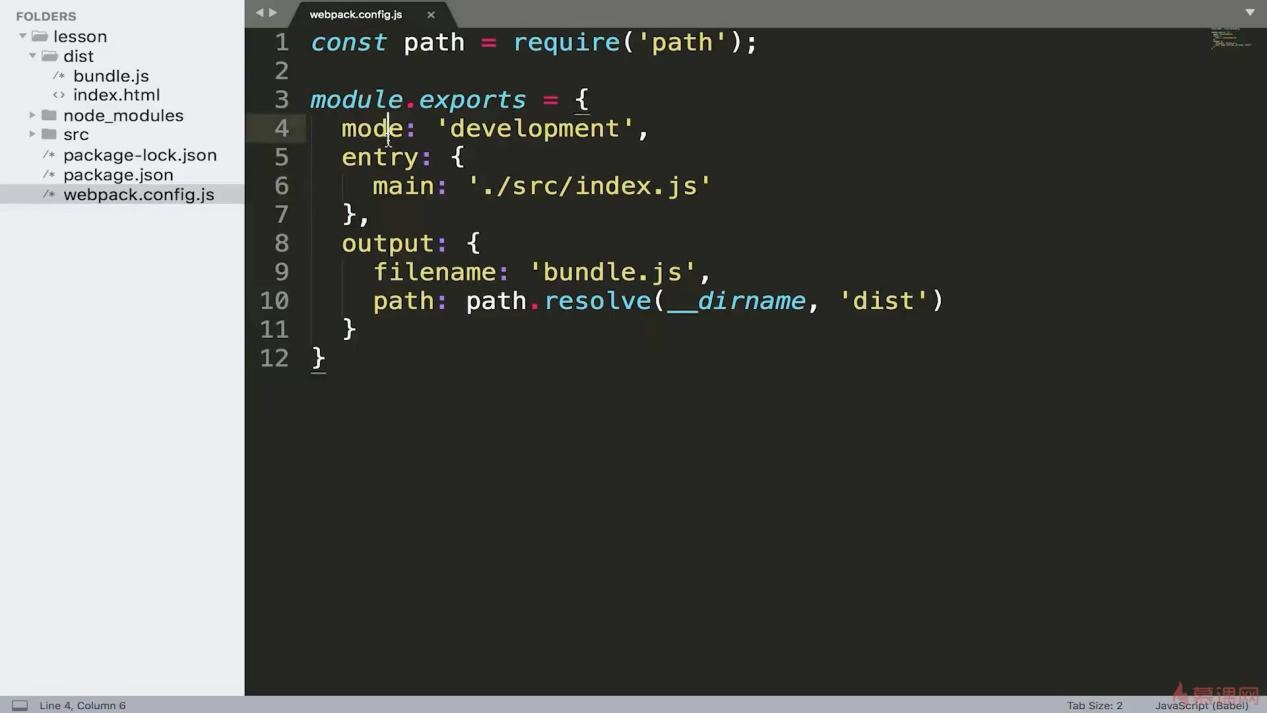 FOLDERS
lesson
dist
/* bundle.js
<> index.html
node_modules
src
/* package-lock.json
/* package.json
/* webpack.config.js
webpack.config.js ×
1 const path = require('path');
2
3 module.exports = {
4 mode: 'development',
5 entry: {
6 main: './src/index.js'
7 },
8 output: {
9 filename: 'bundle.js',
10 path: path.resolve(__dirname, 'dist')
11 }
12 }
慕课网
Line 4, Column 6
Tab Size: 2
JavaScript (Babel)